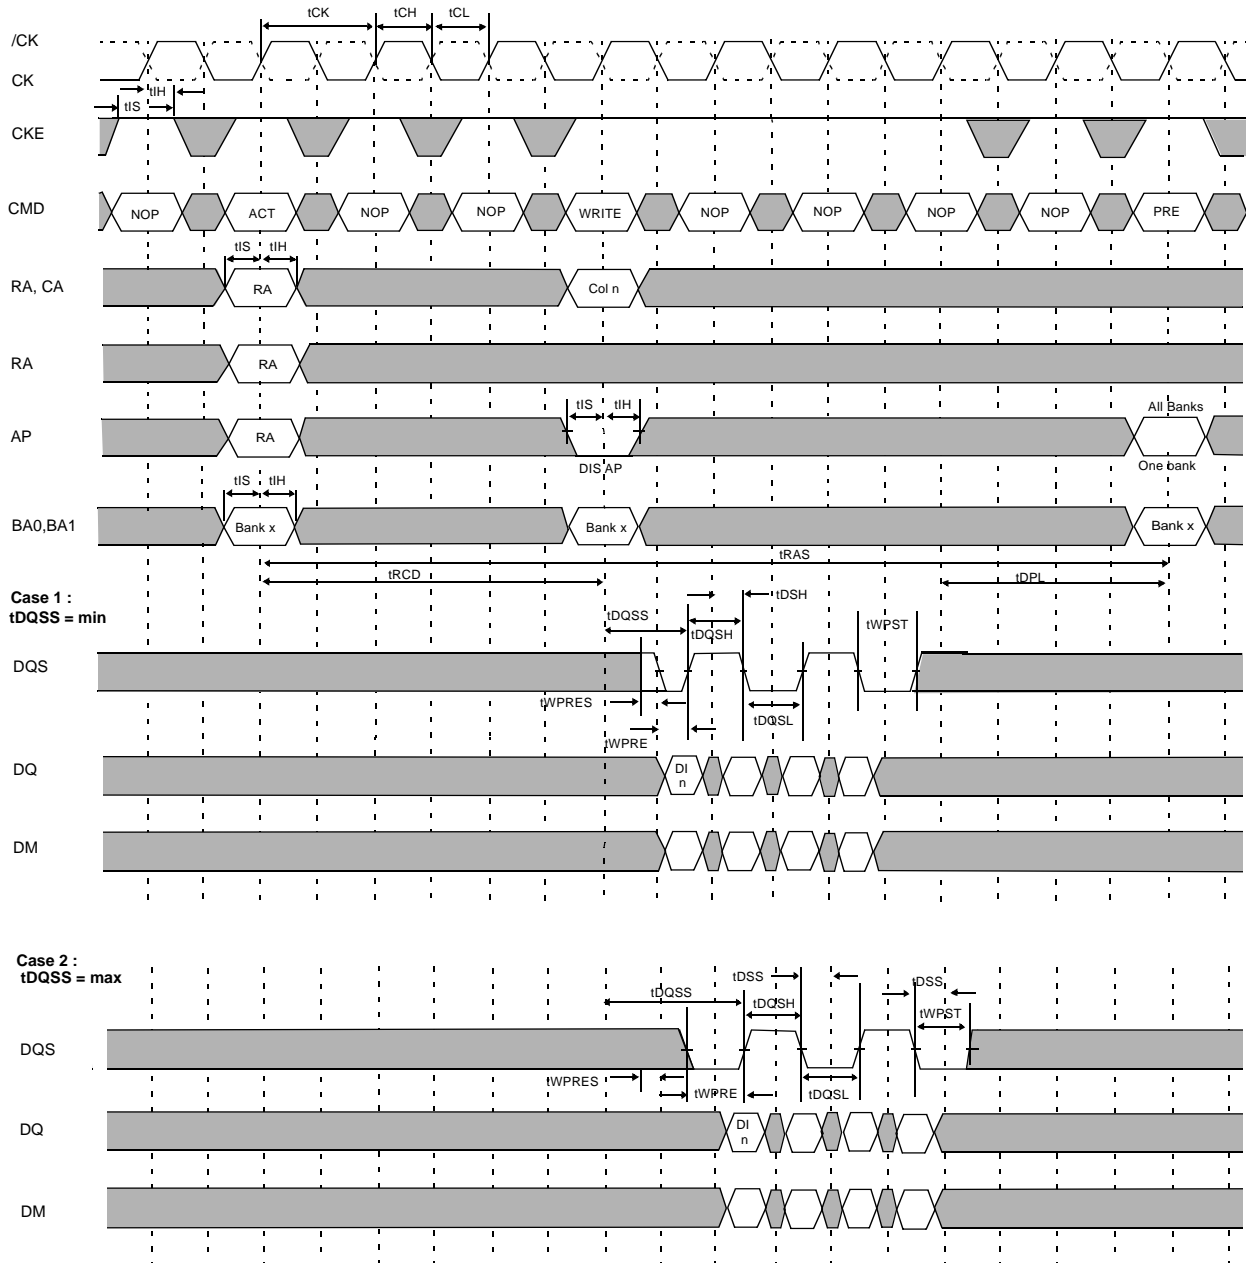 tCK tCH tCL
/CK
CK
tIH
tIS
CKE
CMD NOP ACT NOP NOP WRITE NOP NOP NOP NOP PRE
tIS tIH
RA, CA RA Col n
RA RA
tIS tIH All Banks
AP RA
DIS AP One bank
tIS tIH
BA0,BA1 Bank x Bank x Bank x
tRAS
tRCD tDPL
Case 1 :
tDQSS = min
tDSH
tDQSS tDQSH tWPST
DQS
tWPRES
tDQSL
tWPRE
DQ DI
n
DM
Case 2 :
tDQSS = max
tDSS tDSS
tDQSS tDQSH
tWPST
DQS
tWPRES
tWPRE tDQSL
DQ DI
n
DM